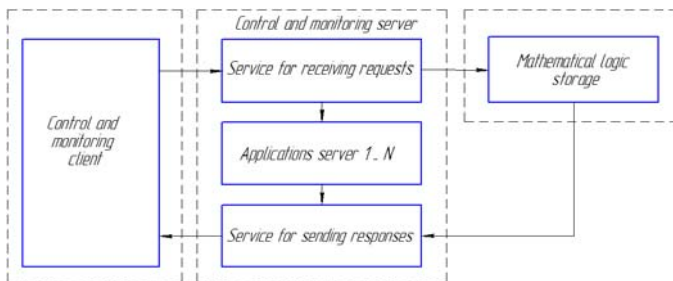 Control and monitoring server
Service for receiving requests
Mathematical logic
storage
Control and
monitoring
client
Applications server 1... N
Service for sending responses